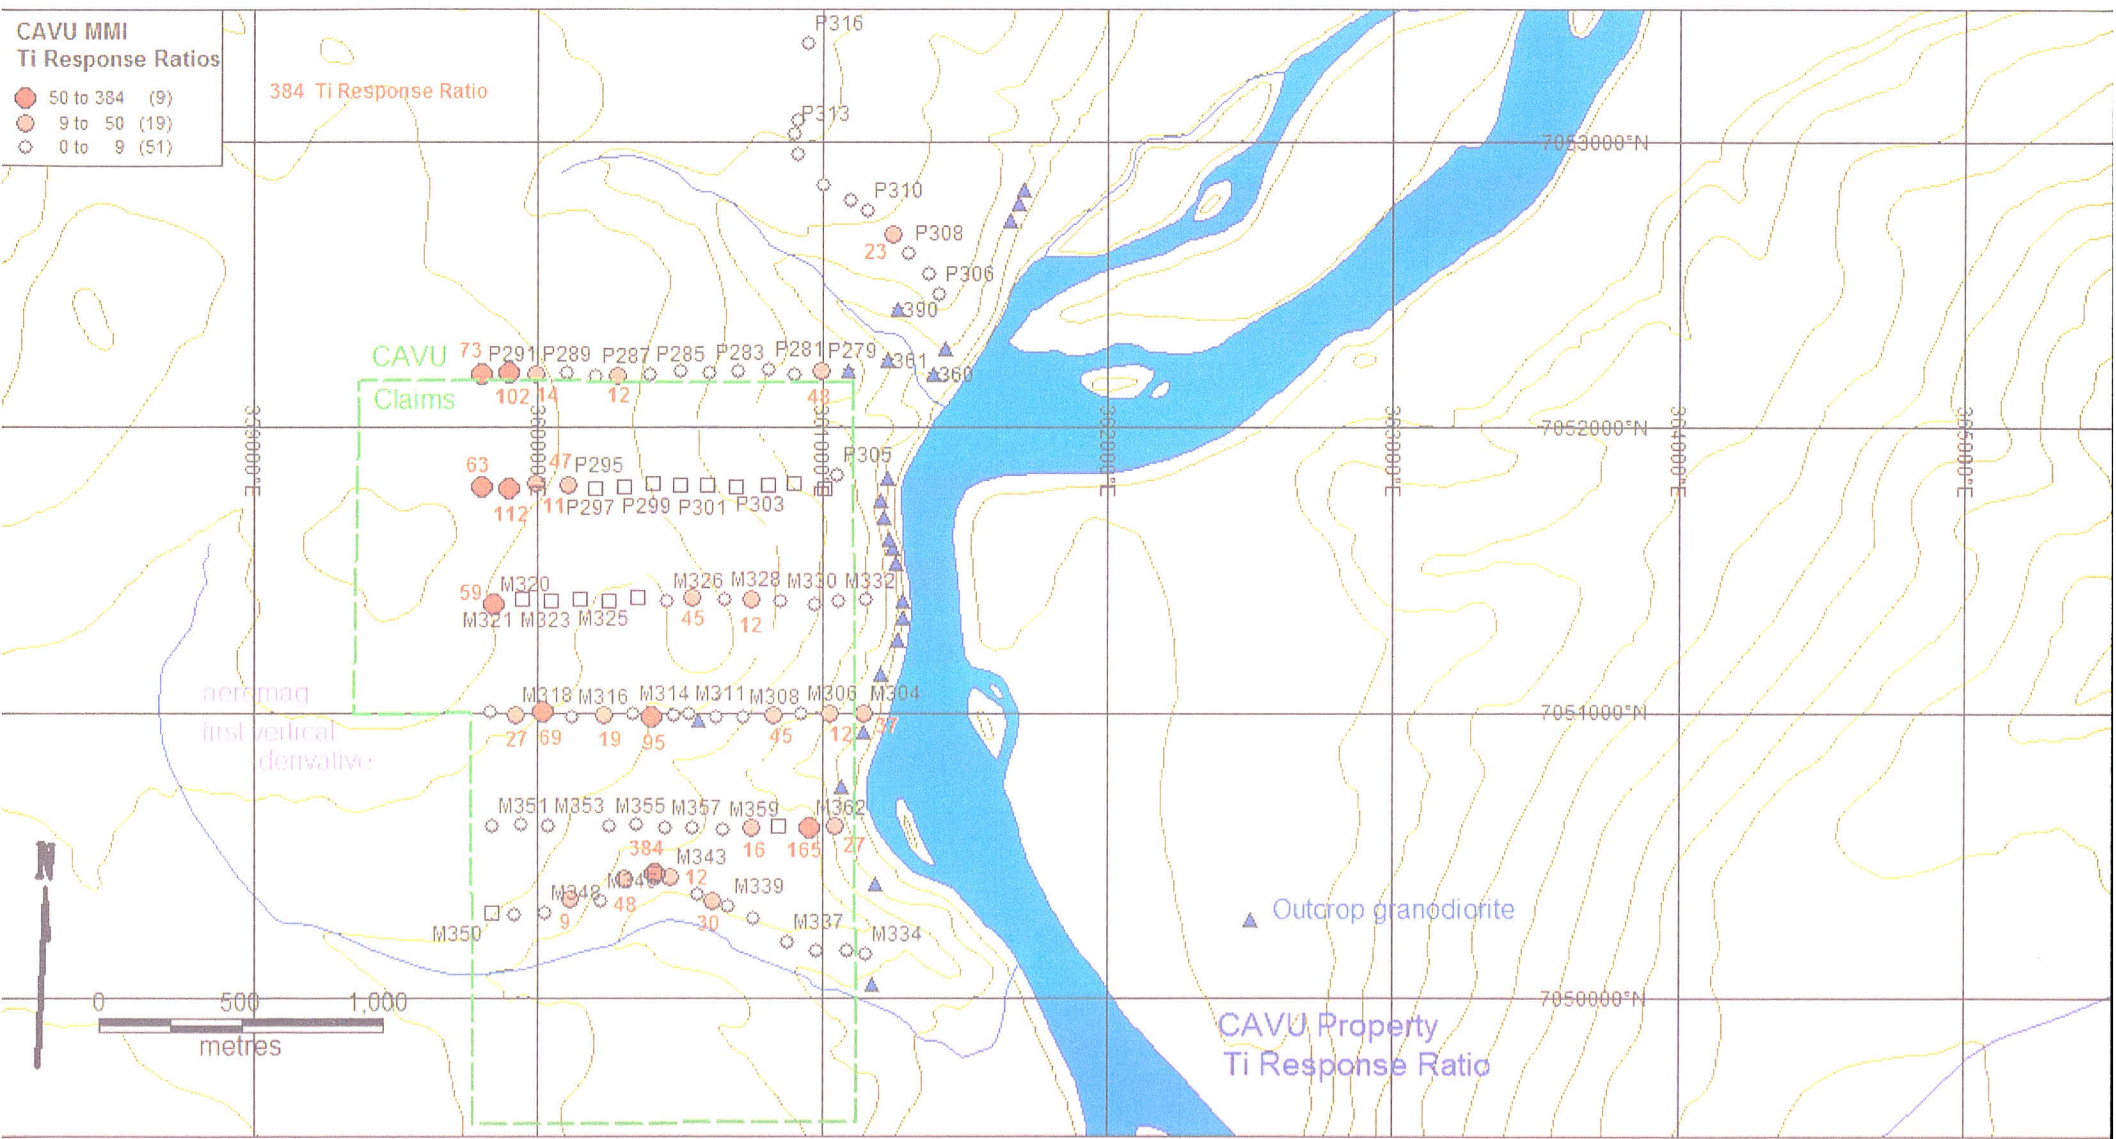 CAVU MMI
Ti Response Ratios
50 to 384 (9)
9 to 50 (19)
0 to 9 (51)
384 Ti Response Ratio
P316
P313
7053000°N
P310
P308
23
P306
390
CAVU
73 P291 P289 P287 P285 P283 P281 P279 361
360
Claims
102 14 12 48
7052000°N
63 47 P295 P305
112 11 P297 P299 P301 P303
59 M320 M326 M328 M330 M332
M321 M323 M325 45 12
aeromag
M318 M316 M314 M311 M308 M306 M304
7051000°N
first vertical
27 69 19 95 45 12 37
derivative
M351 M353 M355 M357 M359 M362
384 16 165 27
M343
12
M348 M339
9 48 30
M350 M337 M334
Outcrop granodiorite
N
0 500 1,000
7050000°N
metres
CAVU Property
Ti Response Ratio